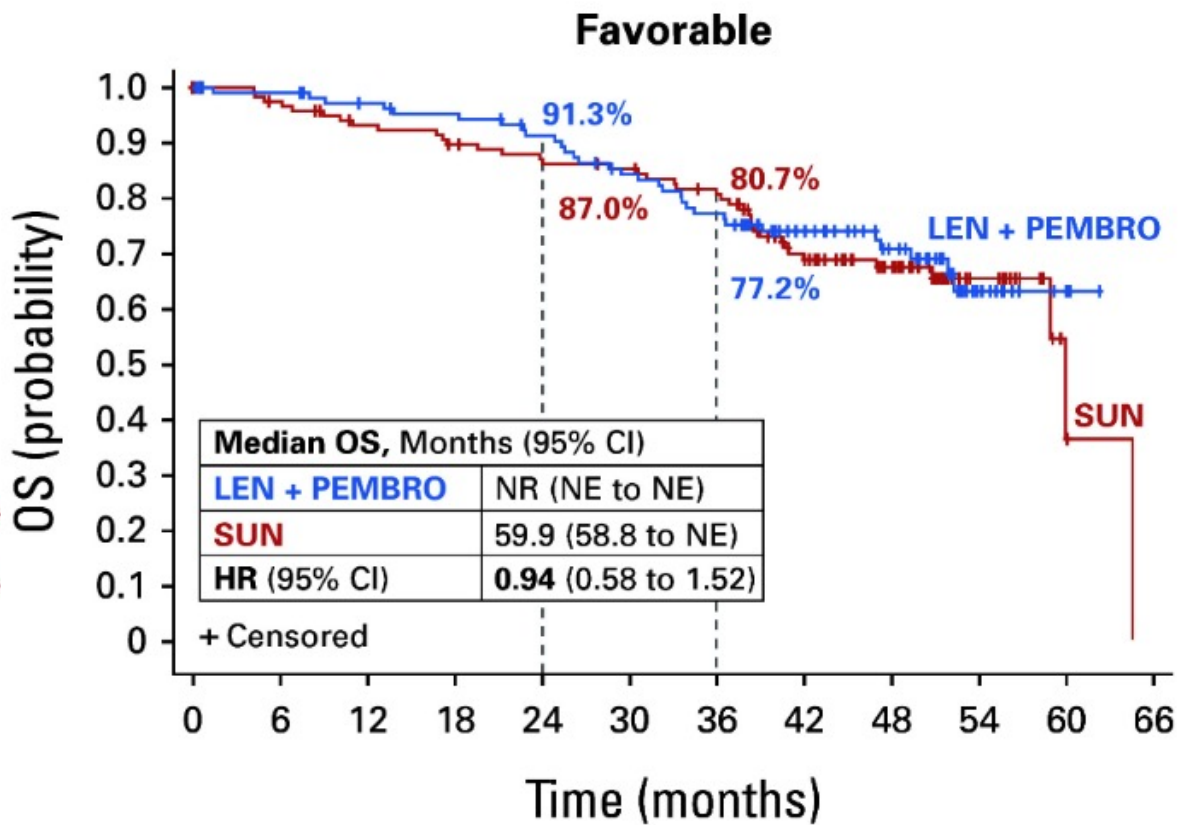 Favorable
OS (probability)
1.0
0.9
0.8
0.7
0.6
0.5
0.4
0.3
0.2
0.1
0
91.3%
87.0%
80.7%
77.2%
LEN + PEMBRO
SUN
Median OS, Months (95% CI)
LEN + PEMBRO NR (NE to NE)
SUN 59.9 (58.8 to NE)
HR (95% CI) 0.94 (0.58 to 1.52)
+ Censored
0 6 12 18 24 30 36 42 48 54 60 66
Time (months)